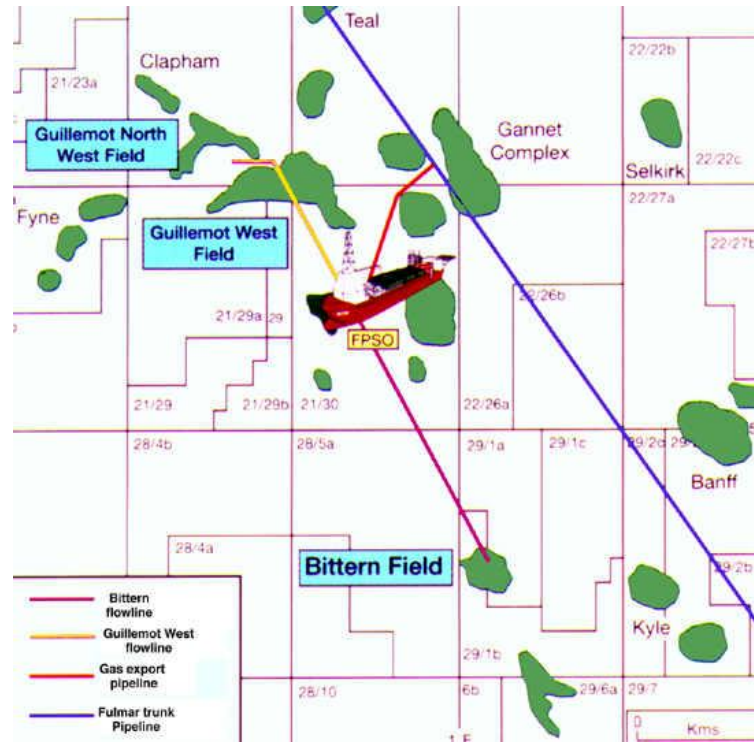 Teal
22/22b
Clapham
21/23a
Guillemot North
West Field
Gannet
Complex
Selkirk
22/22c
22/27a
Fyne
Guillemot West
Field
22/27b
22/26b
21/29a
29
FPSO
21/29
21/29b
21/30
22/26a
28/4b
28/5a
29/1a
29/1c
29/2c
Banff
28/4a
Bittern Field
29/2b
Kyle
29/1b
28/10
6b
29/6a
29/7
Bittern
flowline
Guillemot West
flowline
Gas export
pipeline
Fulmar trunk
Pipeline
0
Kms